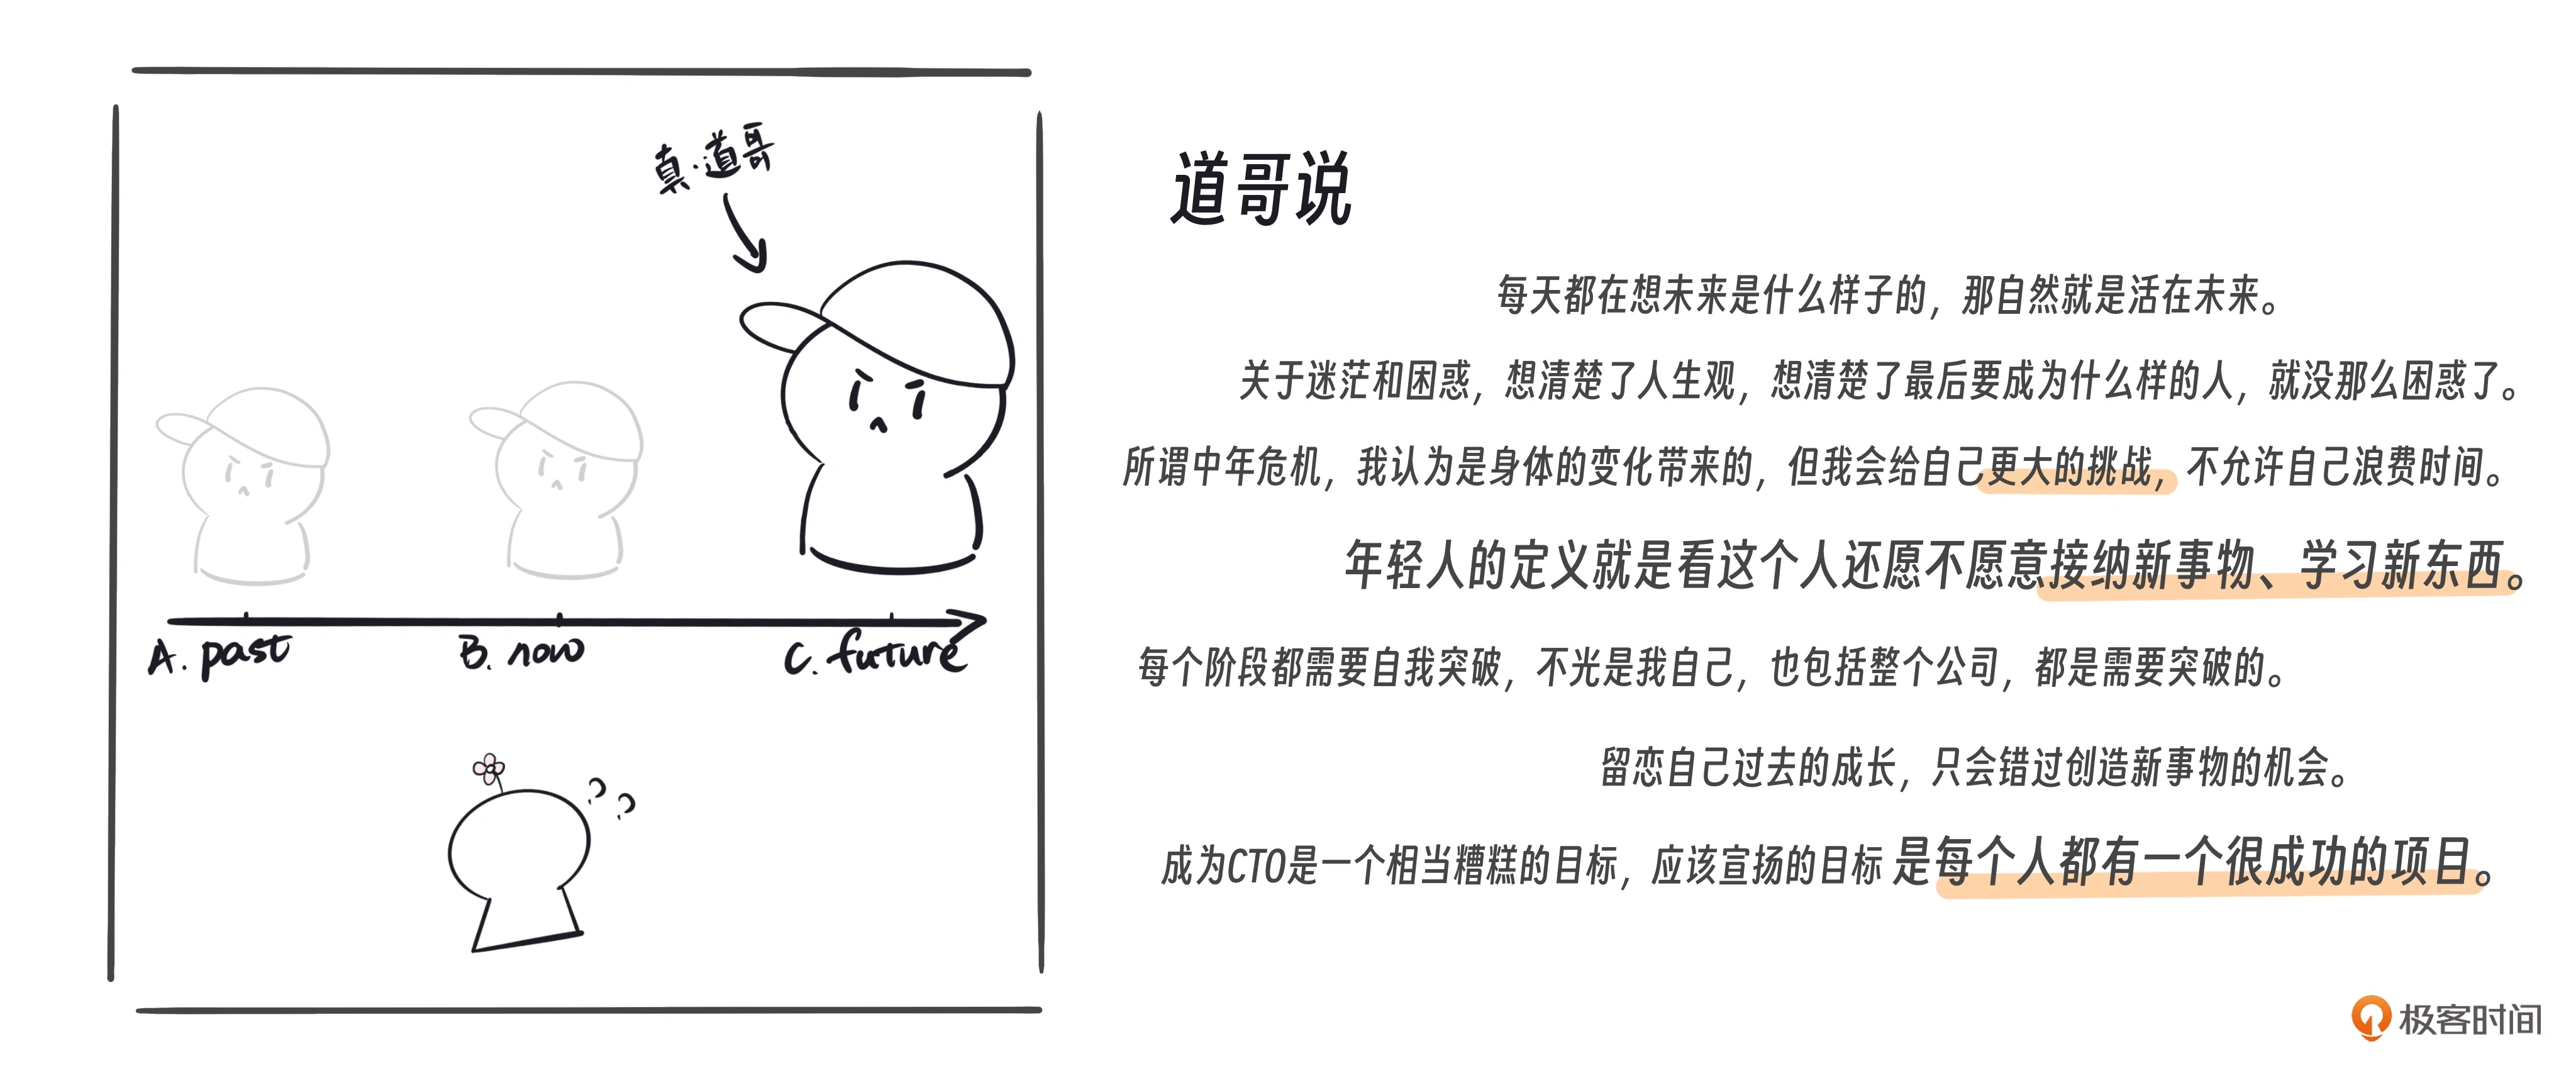 真·道哥
A. past
B. now
C. future
??
道哥说
每天都在想未来是什么样子的，那自然就是活在未来。
关于迷茫和困惑，想清楚了人生观，想清楚了最后要成为什么样的人，就没那么困惑了。
所谓中年危机，我认为是身体的变化带来的，但我会给自己更大的挑战，不允许自己浪费时间。
年轻人的定义就是看这个人还愿不愿意接纳新事物、学习新东西。
每个阶段都需要自我突破，不光是我自己，也包括整个公司，都是需要突破的。
留恋自己过去的成长，只会错过创造新事物的机会。
成为CTO是一个相当糟糕的目标，应该宣扬的目标 是每个人都有一个很成功的项目。
极客时间